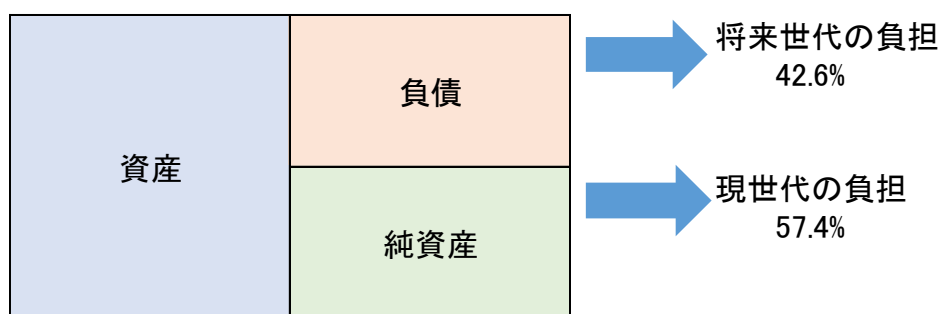 資産
負債
純資産
将来世代の負担
42.6%
現世代の負担
57.4%